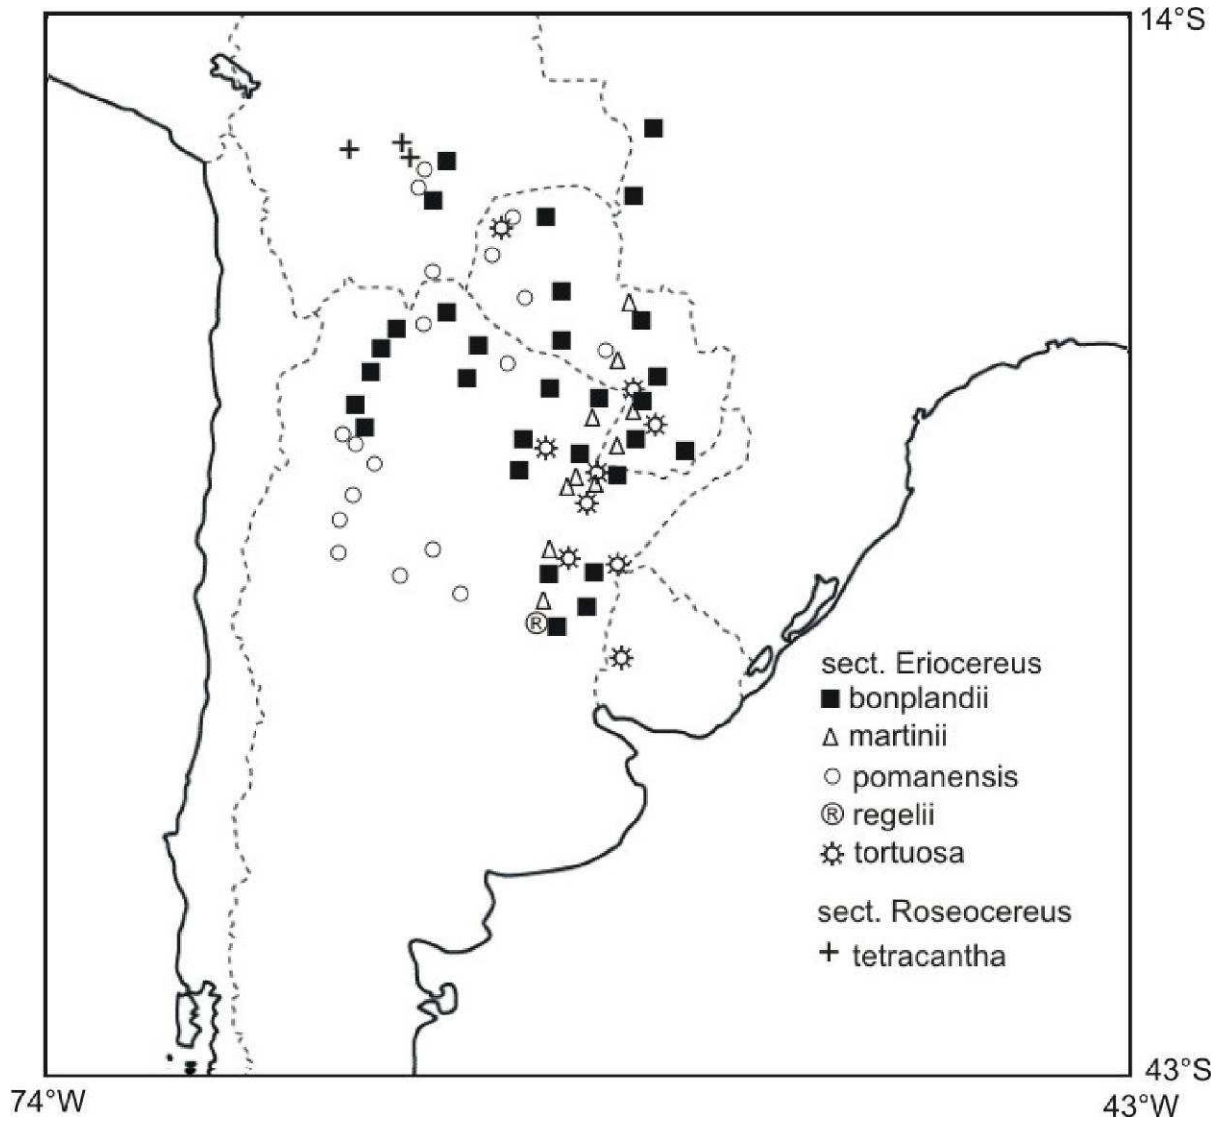 14°S
sect. Eriocereus
bonplandii
martinii
pomanensis
® regelii
tortuosa
sect. Roseocereus
+ tetracantha
®
43°S
74°W
43°W